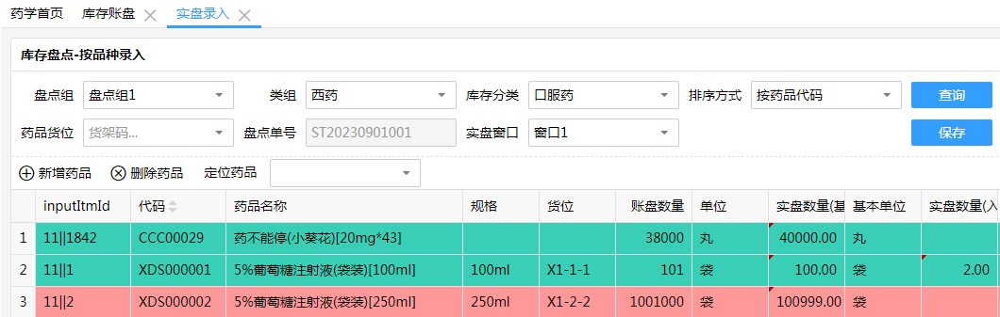 药学首页 库存账盘 实盘录入
库存盘点-按品种录入
盘点组 盘点组1 类组 西药 库存分类 口服药 排序方式 按药品代码 查询
药品货位 货架码... 盘点单号 ST20230901001 实盘窗口 窗口1 保存
新增药品 删除药品 定位药品
inputItmId 代码 药品名称 规格 货位 账盘数量 单位 实盘数量(基 基本单位 实盘数量(入
1 11||1842 CCC00029 药不能停(小葵花)[20mg*43] 38000 丸 40000.00 丸
2 11||1 XDS000001 5%葡萄糖注射液(袋装)[100ml] 100ml X1-1-1 101 袋 100.00 袋 2.00
3 11||2 XDS000002 5%葡萄糖注射液(袋装)[250ml] 250ml X1-2-2 1001000 袋 100999.00 袋